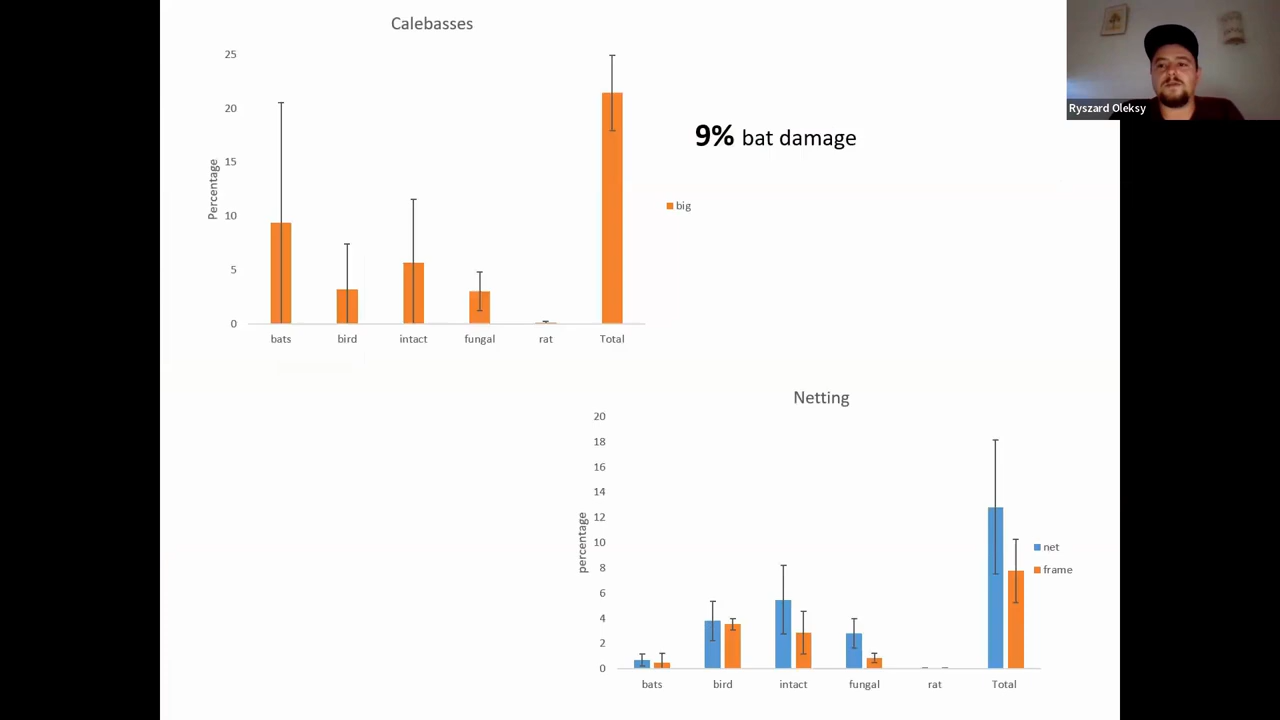 Calebasses
25
20
15
10
5
0
Percentage
bats bird intact fungal rat Total
big
9% bat damage
Ryszard Oleksy
Netting
20
18
16
14
12
10
8
6
4
2
0
percentage
bats bird intact fungal rat Total
net
frame